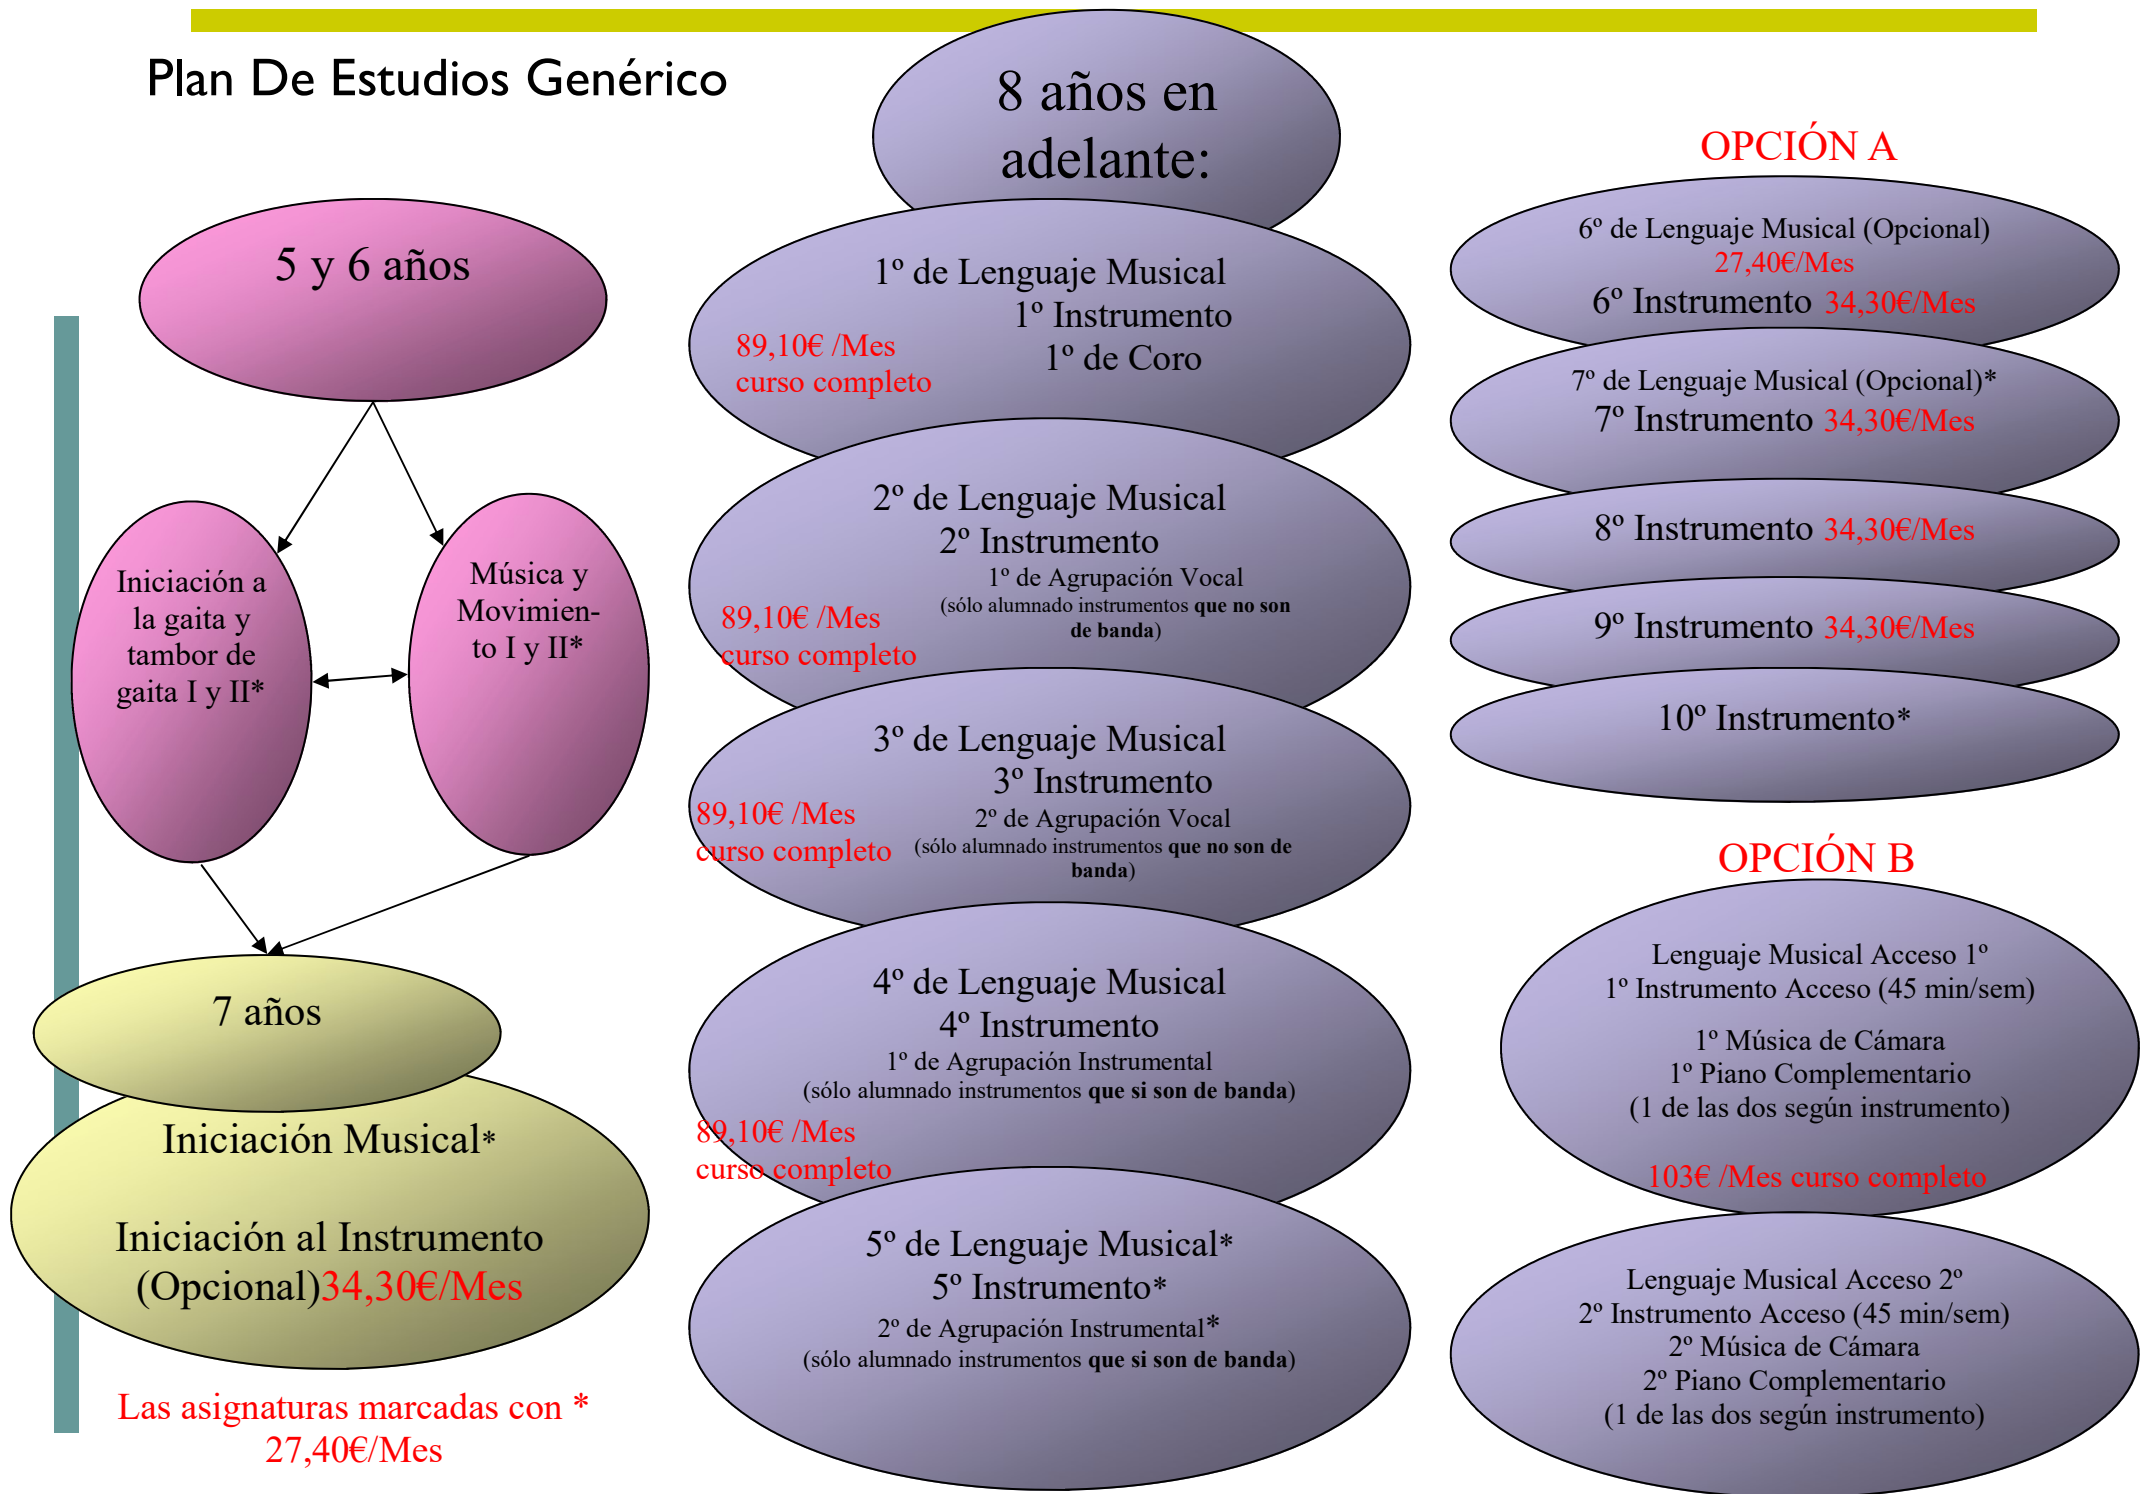 Plan De Estudios Genérico
5 y 6 años
Iniciación a
la gaita y
tambor de
gaita I y II*
Música y
Movimien-
to I y II*
7 años
Iniciación Musical*
Iniciación al Instrumento
(Opcional)34,30€/Mes
Las asignaturas marcadas con *
27,40€/Mes
8 años en
adelante:
1º de Lenguaje Musical
1º Instrumento
1º de Coro
89,10€ /Mes
curso completo
2º de Lenguaje Musical
2º Instrumento
1º de Agrupación Vocal
(sólo alumnado instrumentos que no son
de banda)
89,10€ /Mes
curso completo
3º de Lenguaje Musical
3º Instrumento
2º de Agrupación Vocal
(sólo alumnado instrumentos que no son de
banda)
89,10€ /Mes
curso completo
4º de Lenguaje Musical
4º Instrumento
1º de Agrupación Instrumental
(sólo alumnado instrumentos que si son de banda)
89,10€ /Mes
curso completo
5º de Lenguaje Musical*
5º Instrumento*
2º de Agrupación Instrumental*
(sólo alumnado instrumentos que si son de banda)
OPCIÓN A
6º de Lenguaje Musical (Opcional)
27,40€/Mes
6º Instrumento 34,30€/Mes
7º de Lenguaje Musical (Opcional)*
7º Instrumento 34,30€/Mes
8º Instrumento 34,30€/Mes
9º Instrumento 34,30€/Mes
10º Instrumento*
OPCIÓN B
Lenguaje Musical Acceso 1º
1º Instrumento Acceso (45 min/sem)
1º Música de Cámara
1º Piano Complementario
(1 de las dos según instrumento)
103€ /Mes curso completo
Lenguaje Musical Acceso 2º
2º Instrumento Acceso (45 min/sem)
2º Música de Cámara
2º Piano Complementario
(1 de las dos según instrumento)